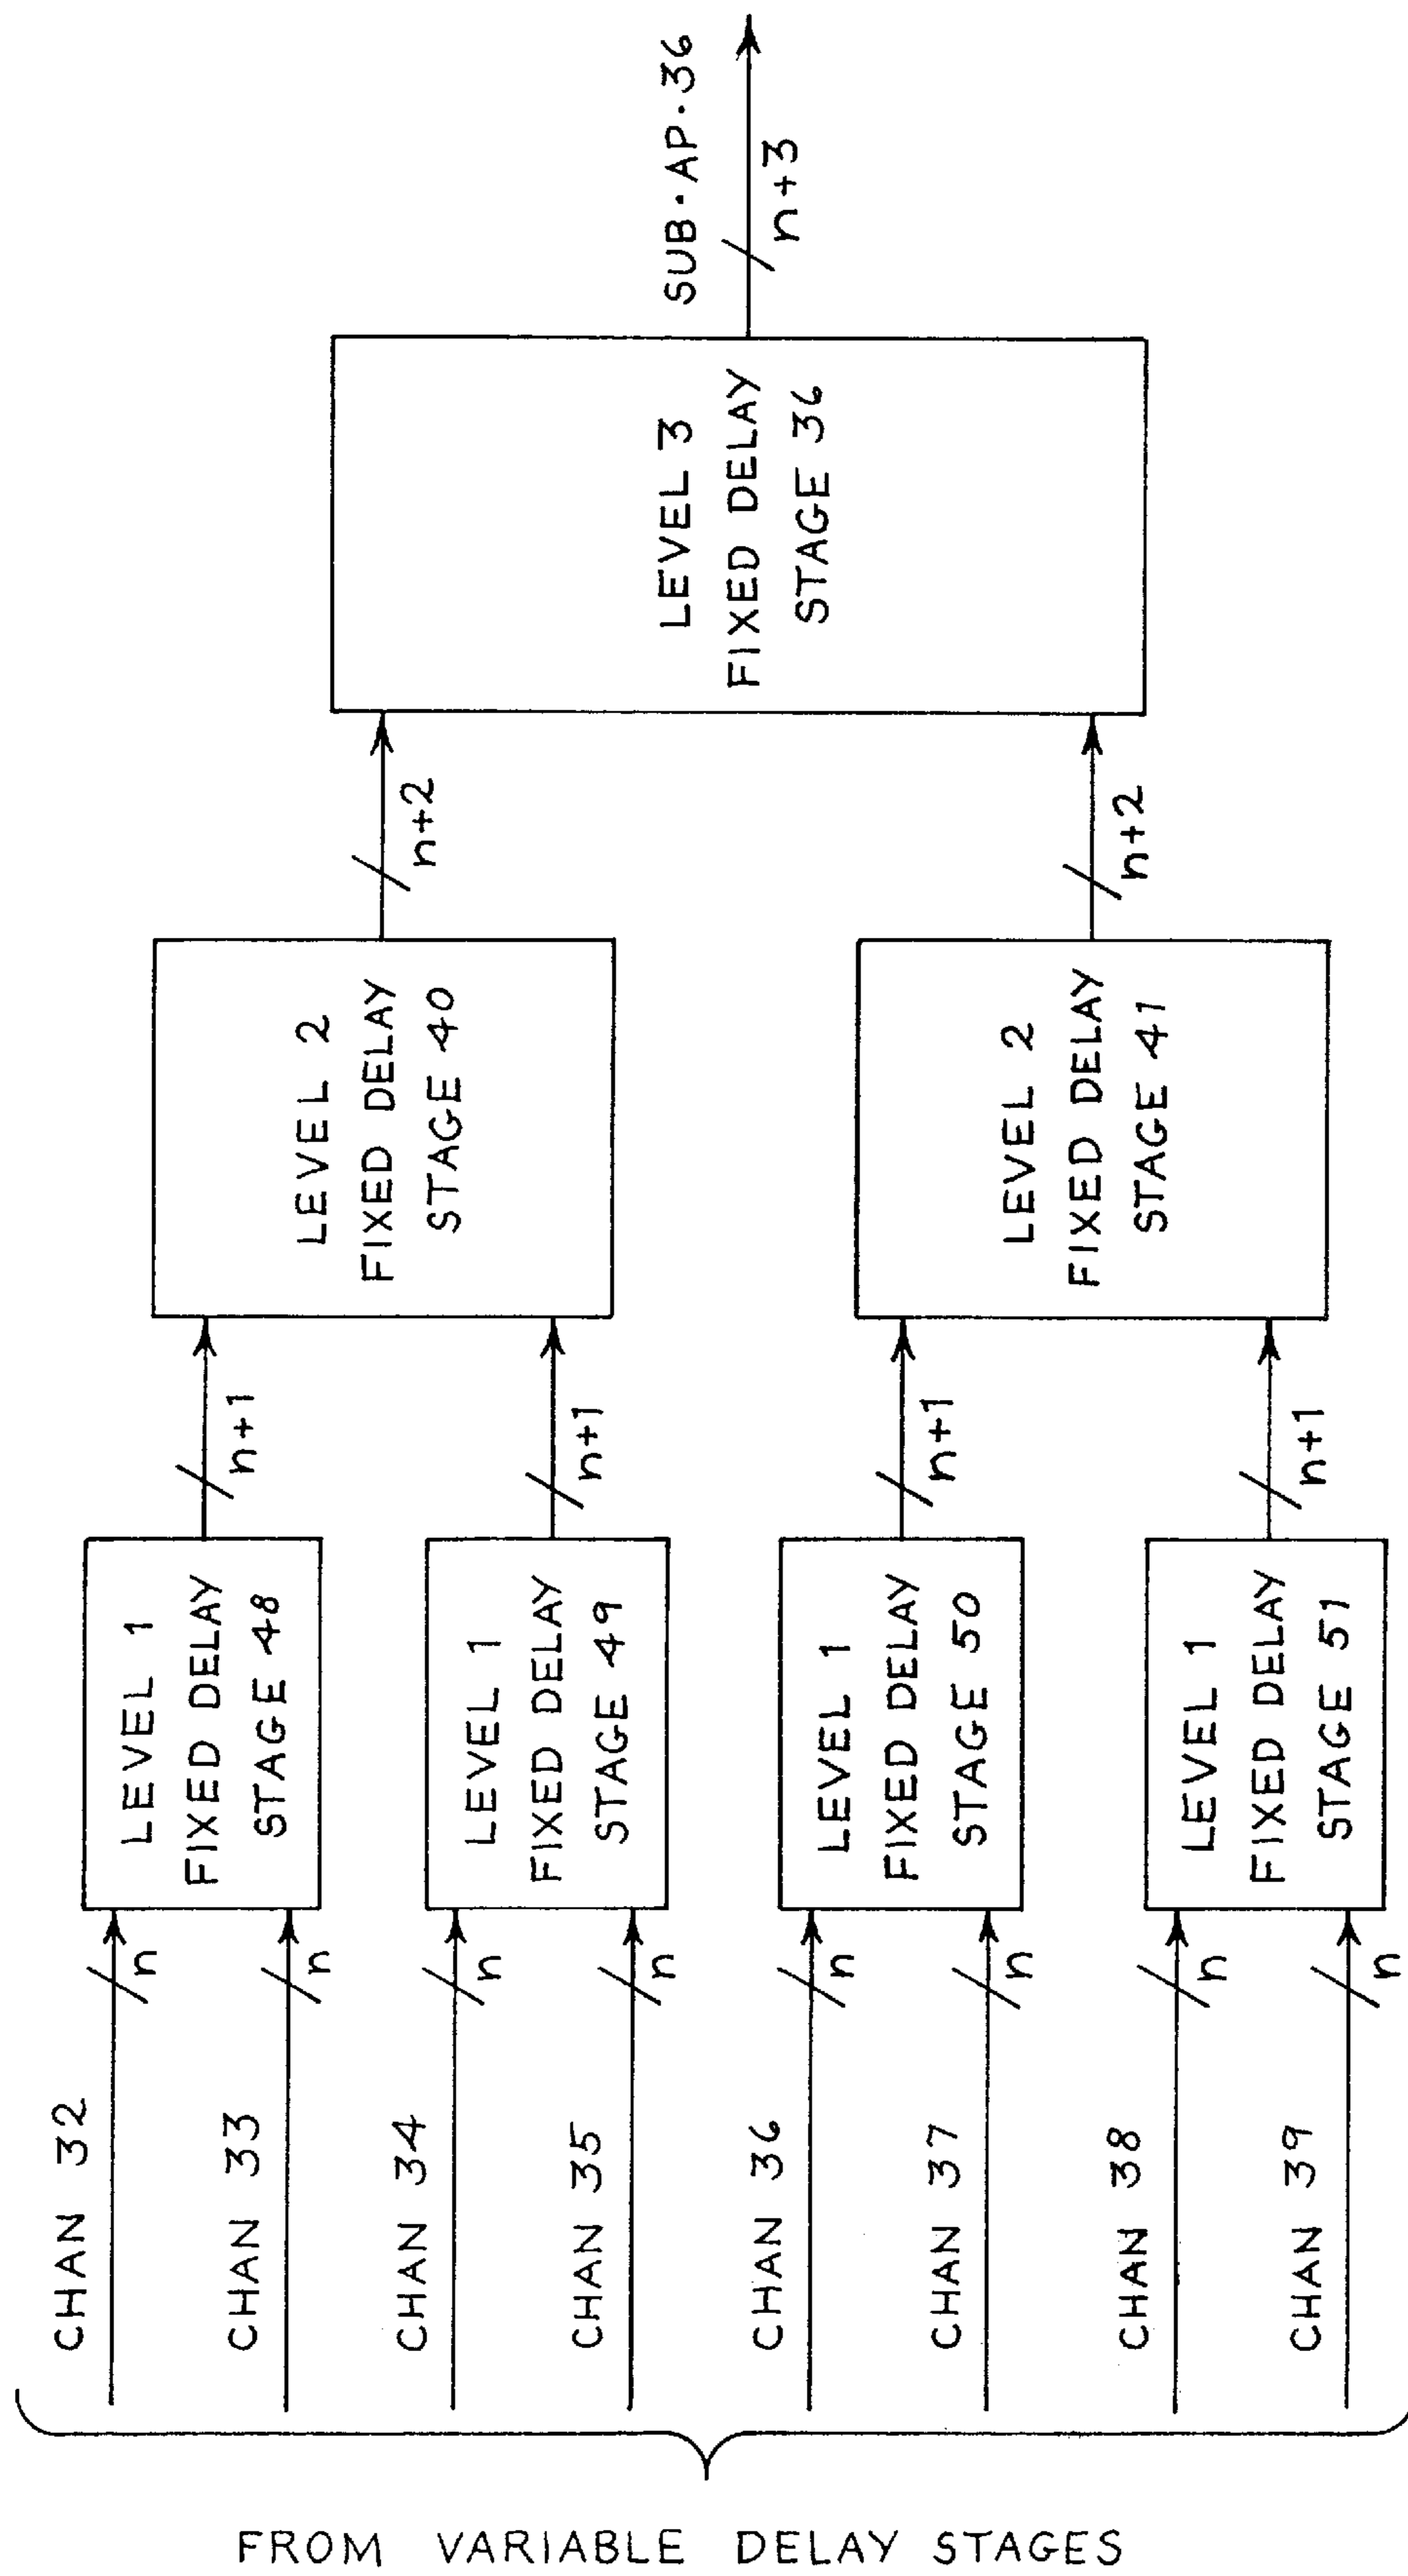 FROM VARIABLE DELAY STAGES
CHAN 32
n
CHAN 33
n
CHAN 34
n
CHAN 35
n
CHAN 36
n
CHAN 37
n
CHAN 38
n
CHAN 39
n
LEVEL 1
FIXED DELAY
STAGE 48
LEVEL 1
FIXED DELAY
STAGE 49
LEVEL 1
FIXED DELAY
STAGE 50
LEVEL 1
FIXED DELAY
STAGE 51
n+1
n+1
n+1
n+1
LEVEL 2
FIXED DELAY
STAGE 40
LEVEL 2
FIXED DELAY
STAGE 41
n+2
n+2
LEVEL 3
FIXED DELAY
STAGE 36
SUB·AP·36
n+3